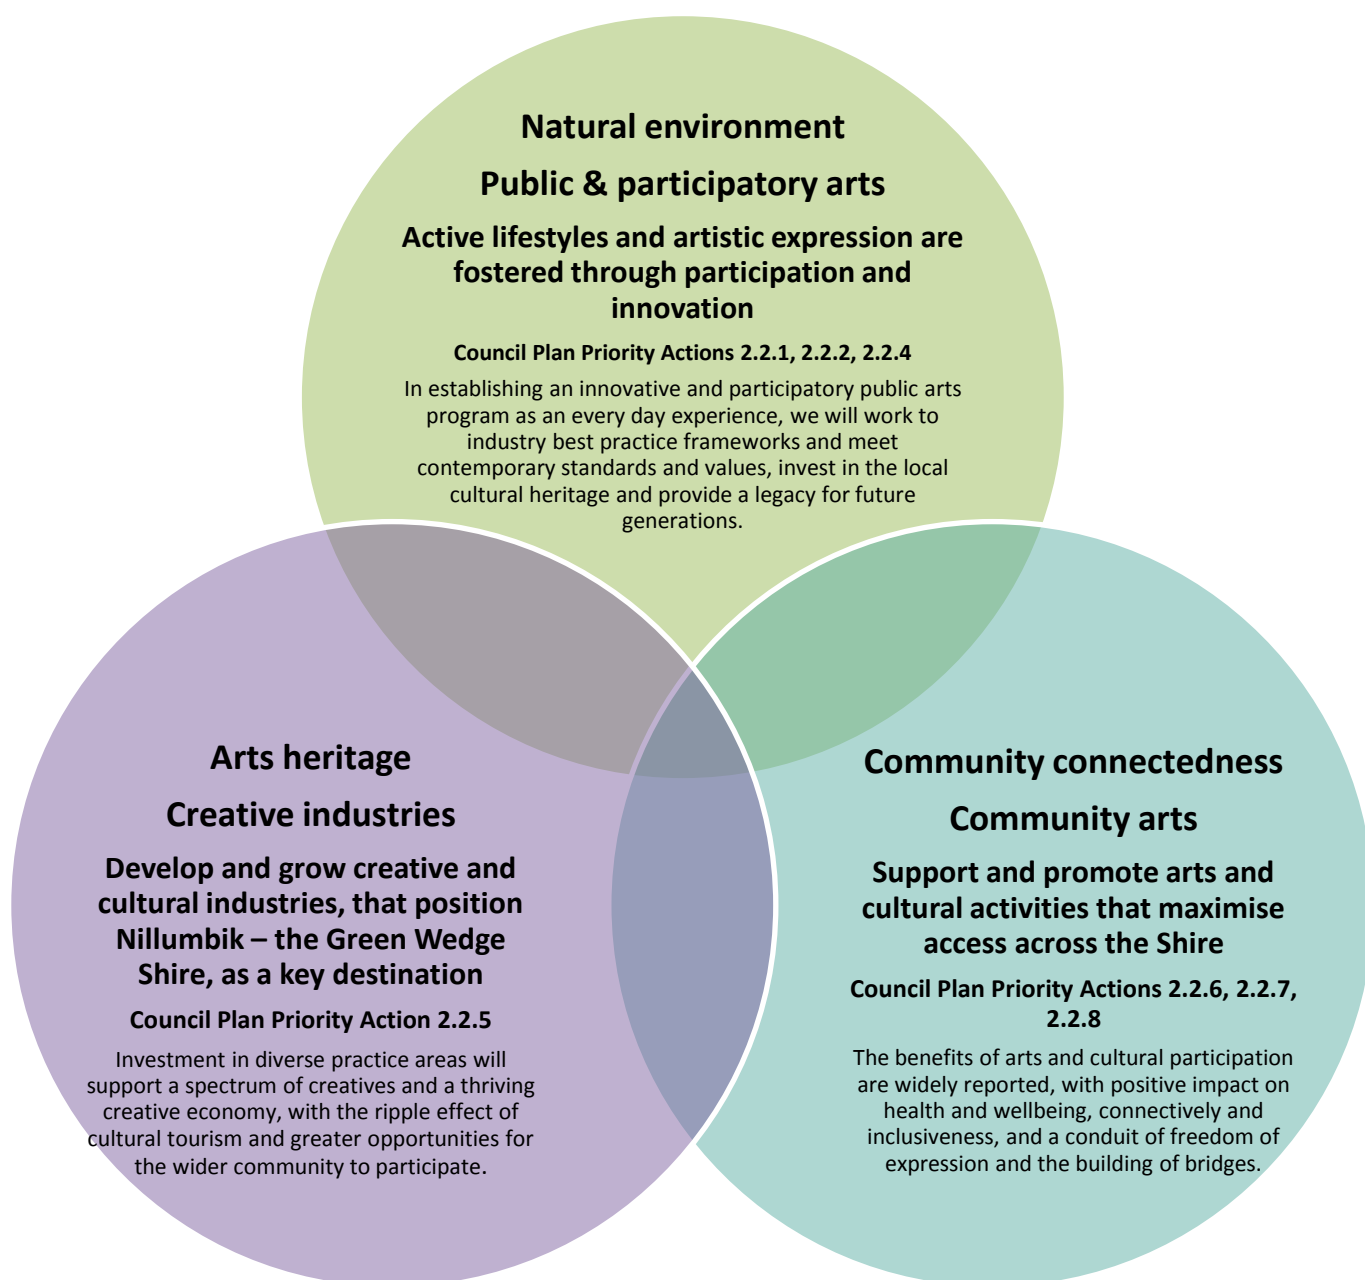 Natural environment
Public & participatory arts
Active lifestyles and artistic expression are
fostered through participation and
innovation
Council Plan Priority Actions 2.2.1, 2.2.2, 2.2.4
In establishing an innovative and participatory public arts
program as an every day experience, we will work to
industry best practice frameworks and meet
contemporary standards and values, invest in the local
cultural heritage and provide a legacy for future
generations.
Arts heritage
Creative industries
Develop and grow creative and
cultural industries, that position
Nillumbik – the Green Wedge
Shire, as a key destination
Council Plan Priority Action 2.2.5
Investment in diverse practice areas will
support a spectrum of creatives and a thriving
creative economy, with the ripple effect of
cultural tourism and greater opportunities for
the wider community to participate.
Community connectedness
Community arts
Support and promote arts and
cultural activities that maximise
access across the Shire
Council Plan Priority Actions 2.2.6, 2.2.7,
2.2.8
The benefits of arts and cultural participation
are widely reported, with positive impact on
health and wellbeing, connectively and
inclusiveness, and a conduit of freedom of
expression and the building of bridges.